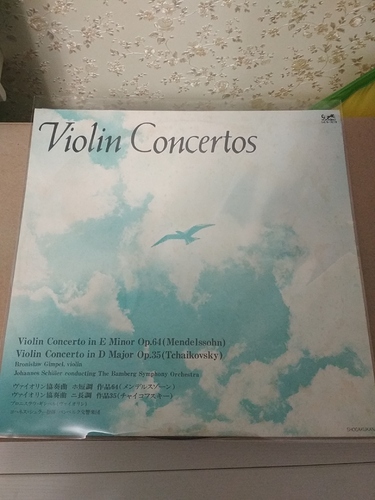 Violin Concertos
Violin Concerto in E Minor Op.64(Mendelssohn)
Violin Concerto in D Major Op.35(Tchaikovsky)
Bronislav Gimpel, violin
Johannes Schüler conducting The Bamberg Symphony Orchestra
ヴァイオリン協奏曲 ホ短調 作品64(メンデルスゾーン)
ヴァイオリン協奏曲 ニ長調 作品35(チャイコフスキー)